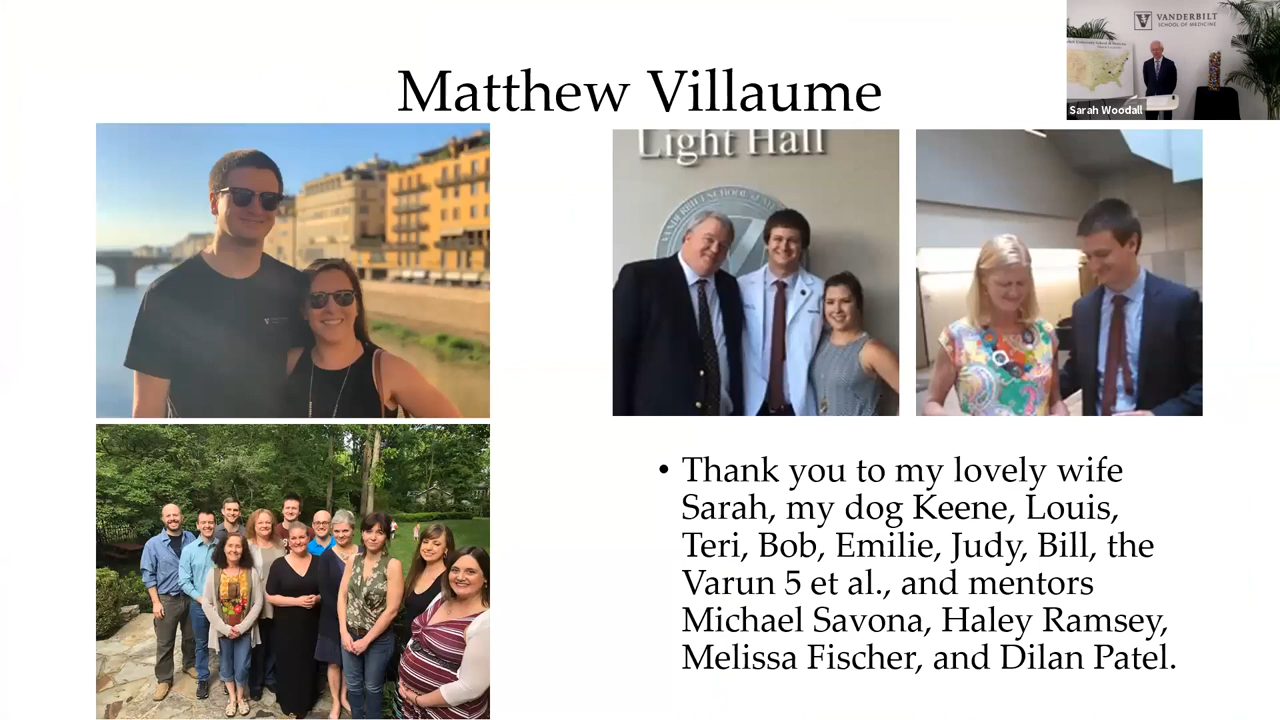 Matthew Villaume
VANDERBILT
SCHOOL OF MEDICINE
Sarah Woodall
Light Hall
VANDERBILT SCHOOL
• Thank you to my lovely wife
Sarah, my dog Keene, Louis,
Teri, Bob, Emilie, Judy, Bill, the
Varun 5 et al., and mentors
Michael Savona, Haley Ramsey,
Melissa Fischer, and Dilan Patel.